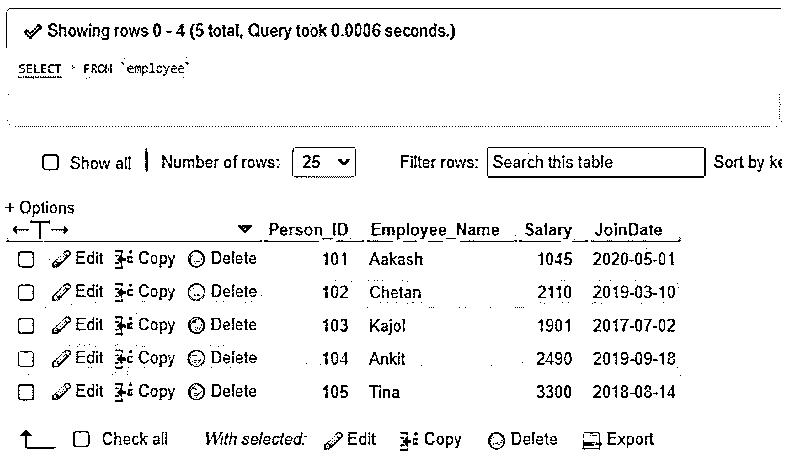 Showing rows 0 - 4 (5 total, Query took 0.0006 seconds.)
SELECT * FROM `employee`
Show all | Number of rows: 25 Filter rows: Search this table Sort by ke
+ Options
←T→ Person_ID Employee_Name Salary JoinDate
Edit Copy Delete 101 Aakash 1045 2020-05-01
Edit Copy Delete 102 Chetan 2110 2019-03-10
Edit Copy Delete 103 Kajol 1901 2017-07-02
Edit Copy Delete 104 Ankit 2490 2019-09-18
Edit Copy Delete 105 Tina 3300 2018-08-14
Check all With selected: Edit Copy Delete Export